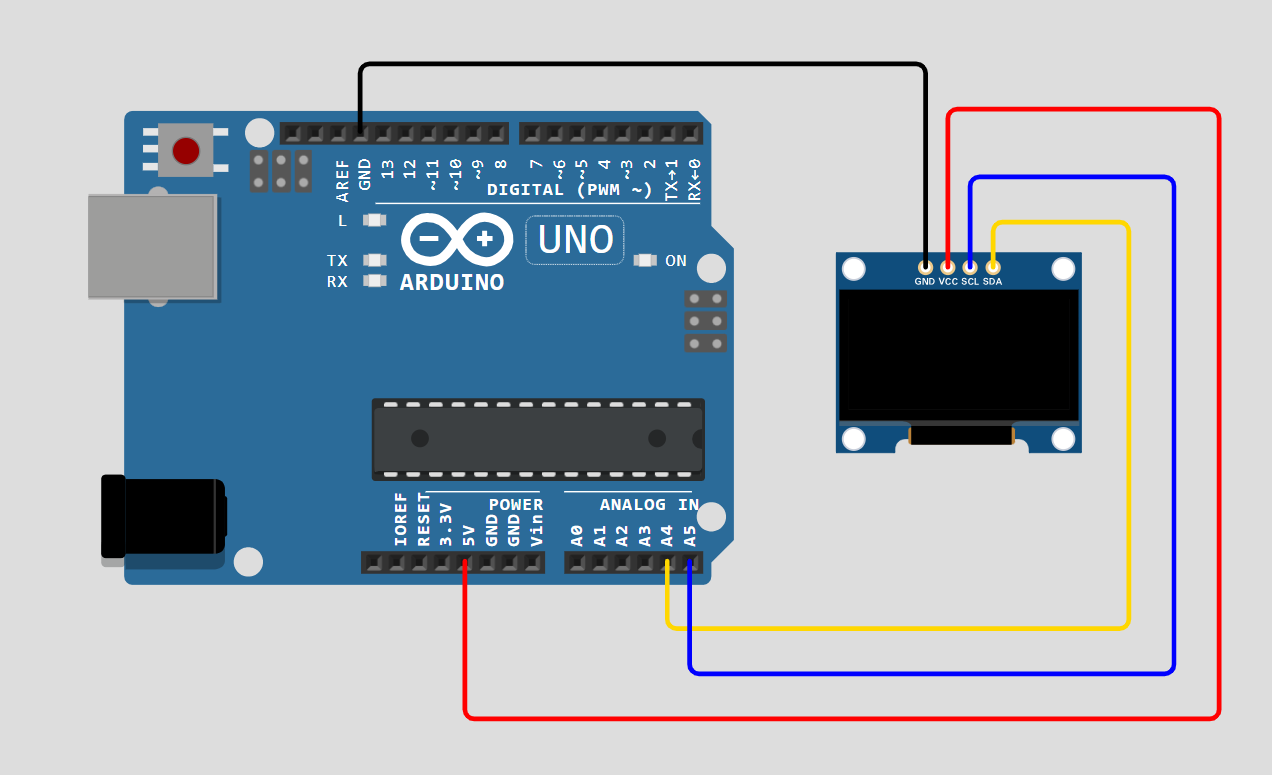 AREF GND 13 12 ~11 ~10 ~9 8 7 ~6 ~5 4 ~3 2 TX→1 RX←0
DIGITAL (PWM ~)
L
UNO
TX
ON
RX
ARDUINO
GND VCC SCL SDA
POWER
ANALOG IN
IOREF RESET 3.3V 5V GND GND Vin A0 A1 A2 A3 A4 A5